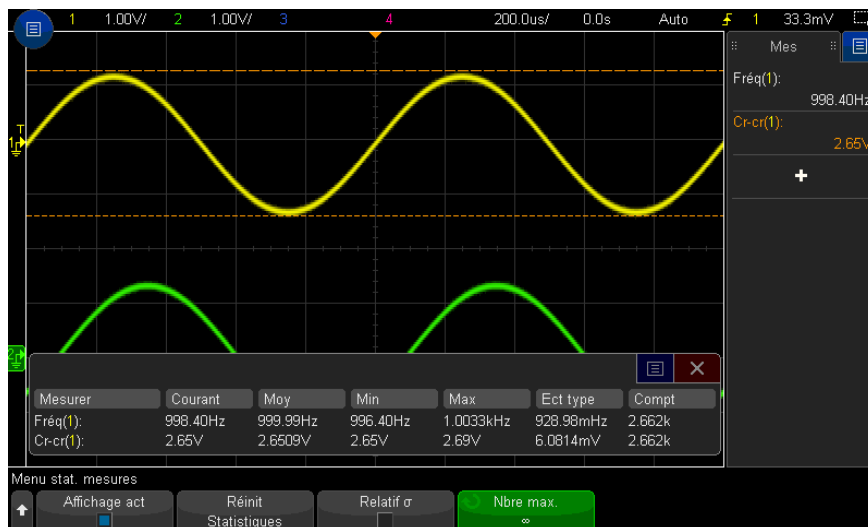 1 1.00V/ 2 1.00V/ 3 4 200.0us/ 0.0s Auto 1 33.3mV
Mes
Fréq(1):
998.40Hz
Cr-cr(1):
2.65V
+
T
1
2
Mesurer Courant Moy Min Max Ect type Compt
Fréq(1): 998.40Hz 999.99Hz 996.40Hz 1.0033kHz 928.98mHz 2.662k
Cr-cr(1): 2.65V 2.6509V 2.65V 2.69V 6.0814mV 2.662k
Menu stat. mesures
Affichage act
Réinit
Statistiques
Relatif σ
Nbre max.
∞